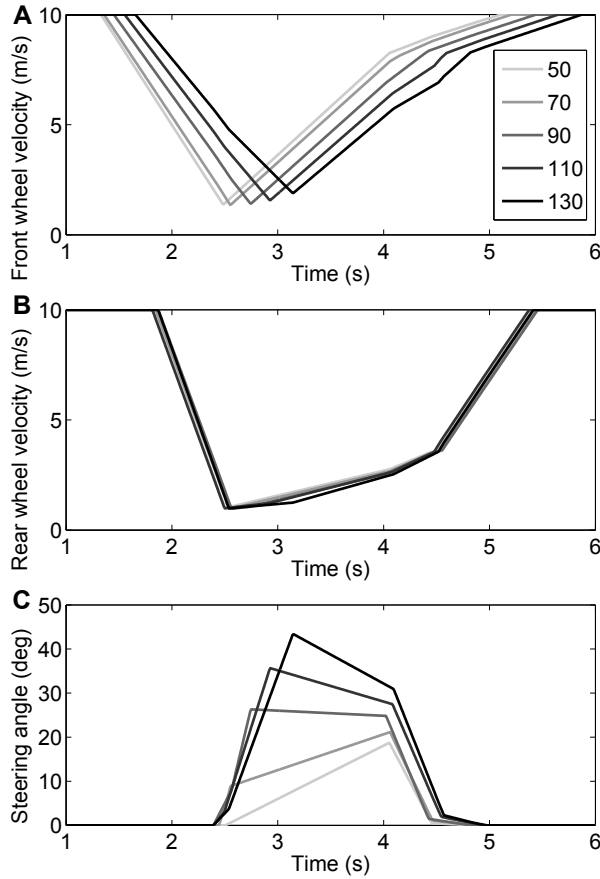 A
Front wheel velocity (m/s)
10
5
0
50
70
90
110
130
1 2 3 4 5 6
Time (s)
B
Rear wheel velocity (m/s)
10
5
0
1 2 3 4 5 6
Time (s)
C
Steering angle (deg)
50
40
30
20
10
0
1 2 3 4 5 6
Time (s)